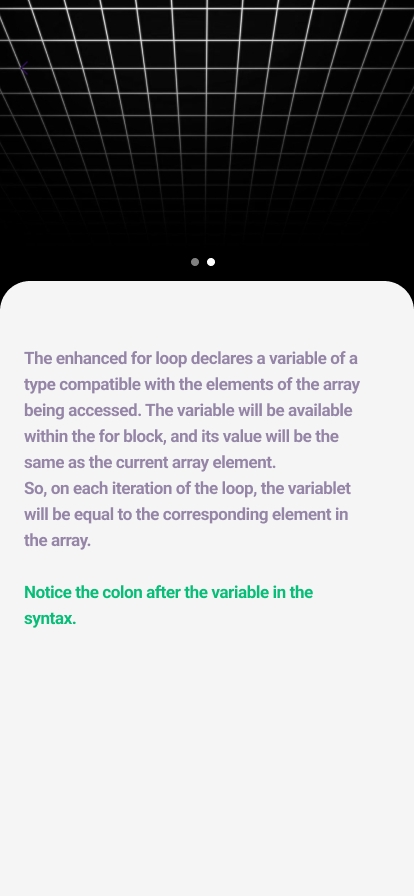 The enhanced for loop declares a variable of a
type compatible with the elements of the array
being accessed. The variable will be available
within the for block, and its value will be the
same as the current array element.
So, on each iteration of the loop, the variablet
will be equal to the corresponding element in
the array.
Notice the colon after the variable in the
syntax.